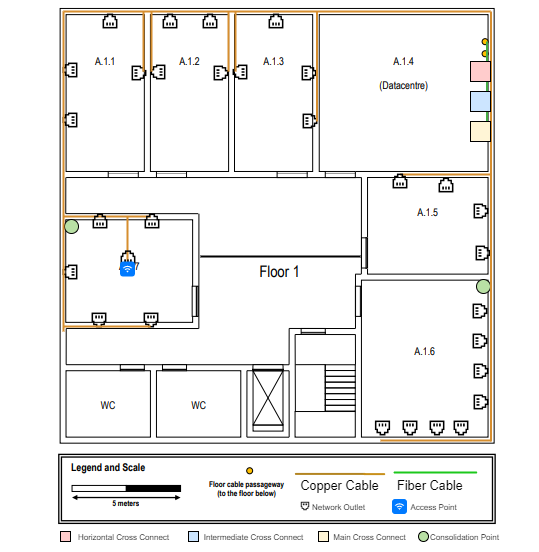 A.1.1
A.1.2
A.1.3
A.1.4
(Datacentre)
A.1.5
7
Floor 1
A.1.6
WC
WC
Legend and Scale
5 meters
Floor cable passageway
(to the floor below)
Copper Cable
Fiber Cable
Network Outlet
Access Point
Horizontal Cross Connect
Intermediate Cross Connect
Main Cross Connect
Consolidation Point